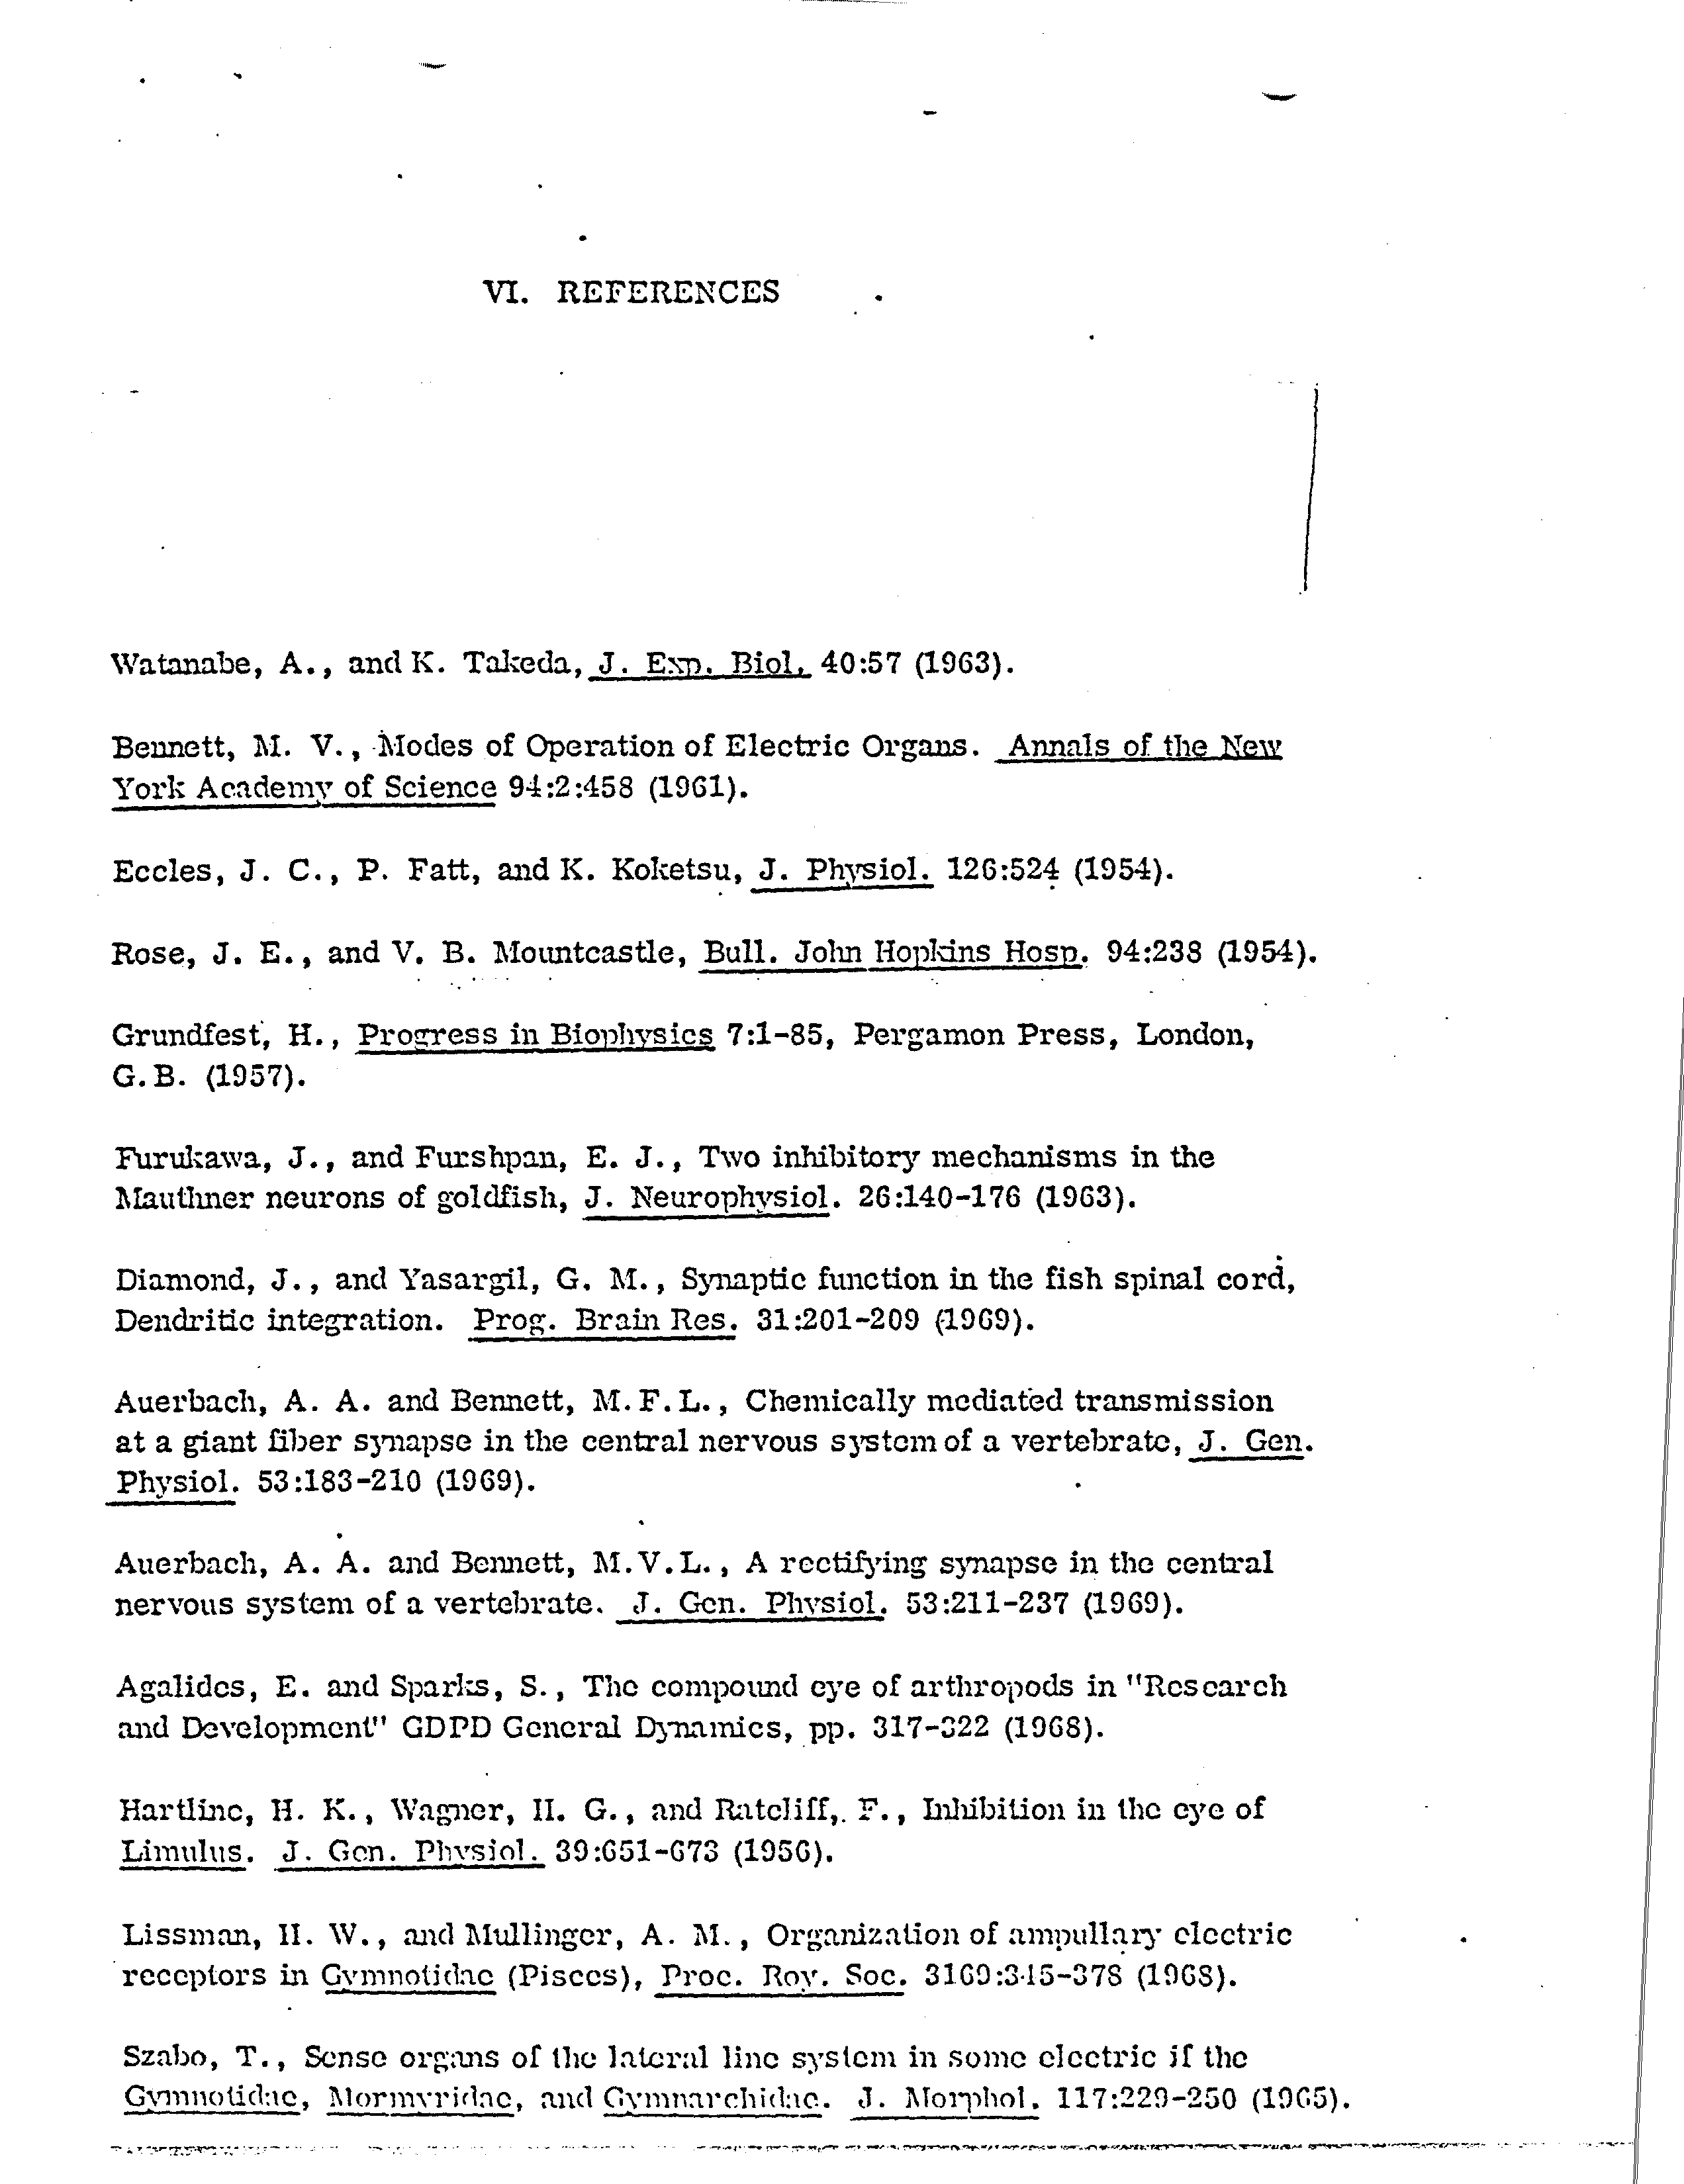 VI. REFERENCES
Watanabe, A., and K. Takeda, J. Exp. Biol. 40:57 (1963).
Bennett, M. V., Modes of Operation of Electric Organs. Annals of the New
York Academy of Science 94:2:458 (1961).
Eccles, J. C., P. Fatt, and K. Koketsu, J. Physiol. 126:524 (1954).
Rose, J. E., and V. B. Mountcastle, Bull. John Hopkins Hosp. 94:238 (1954).
Grundfest, H., Progress in Biophysics 7:1-85, Pergamon Press, London,
G.B. (1957).
Furukawa, J., and Furshpan, E. J., Two inhibitory mechanisms in the
Mauthner neurons of goldfish, J. Neurophysiol. 26:140-176 (1963).
Diamond, J., and Yasargil, G. M., Synaptic function in the fish spinal cord,
Dendritic integration. Prog. Brain Res. 31:201-209 (1969).
Auerbach, A. A. and Bennett, M.F.L., Chemically mediated transmission
at a giant fiber synapse in the central nervous system of a vertebrate, J. Gen.
Physiol. 53:183-210 (1969).
Auerbach, A. A. and Bennett, M.V.L., A rectifying synapse in the central
nervous system of a vertebrate. J. Gen. Physiol. 53:211-237 (1969).
Agalides, E. and Sparks, S., The compound eye of arthropods in "Research
and Development" GDPD General Dynamics, pp. 317-322 (1968).
Hartline, H. K., Wagner, H. G., and Ratcliff, F., Inhibition in the eye of
Limulus. J. Gen. Physiol. 39:651-673 (1956).
Lissman, H. W., and Mullinger, A. M., Organization of ampullary electric
receptors in Gymnotidae (Pisces), Proc. Roy. Soc. 3169:345-378 (1968).
Szabo, T., Sense organs of the lateral line system in some electric if the
Gymnotidae, Mormyridae, and Gymnarchidae. J. Morphol. 117:229-250 (1965).